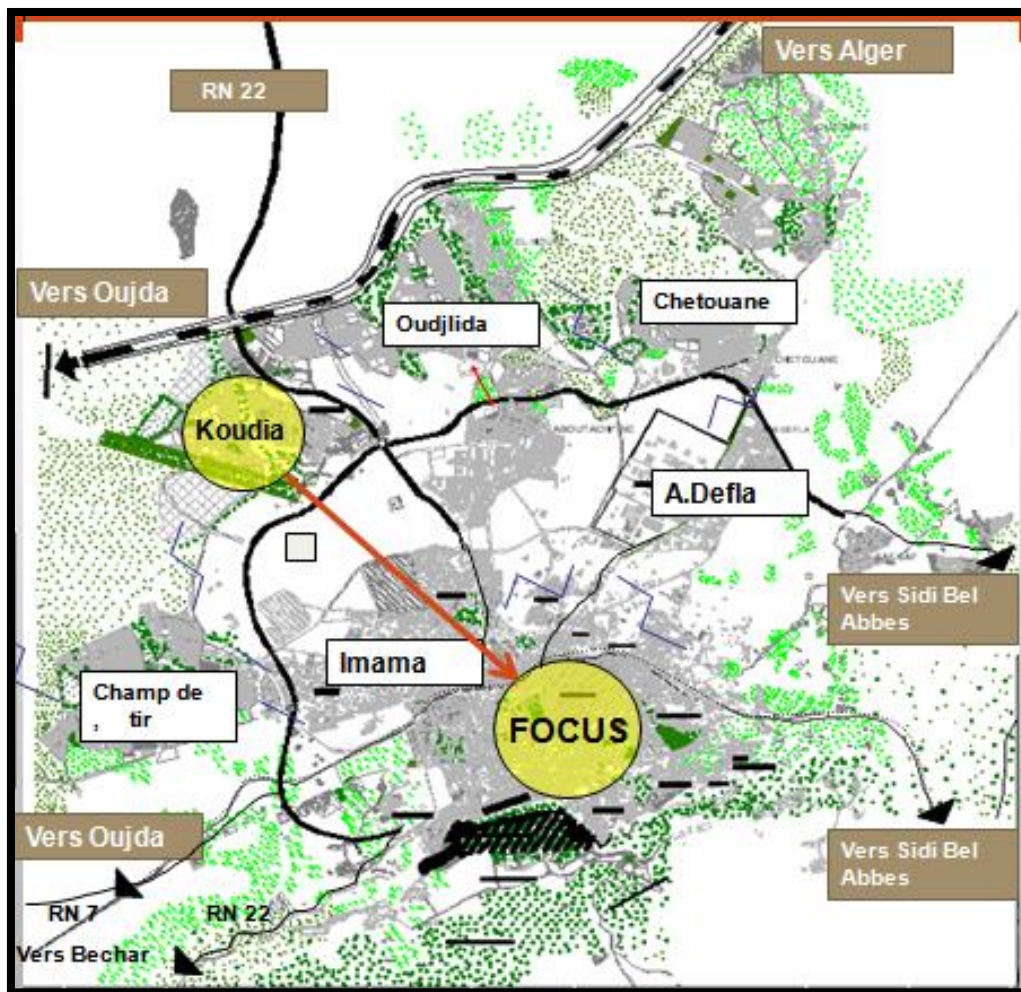 Vers Alger
RN 22
Vers Oujda
Oudjlida
Chetouane
CHETOUANE
Koudia
A.Defla
Vers Sidi Bel
Abbes
Imama
Champ de
, tir
FOCUS
Vers Oujda
Vers Sidi Bel
Abbes
RN 7
RN 22
Vers Bechar